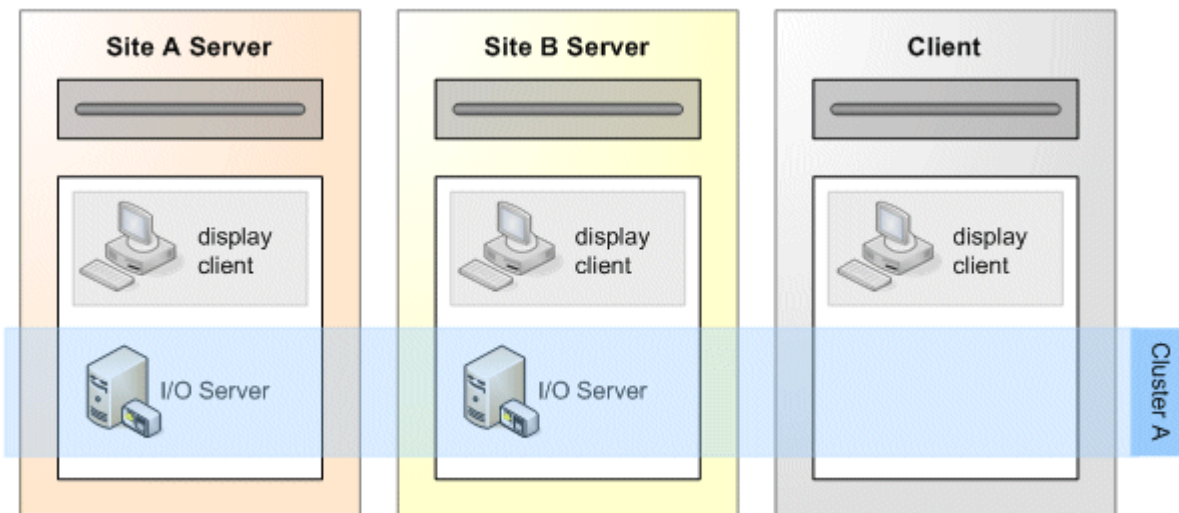 Site A Server
Site B Server
Client
display
client
display
client
display
client
I/O Server
I/O Server
Cluster A